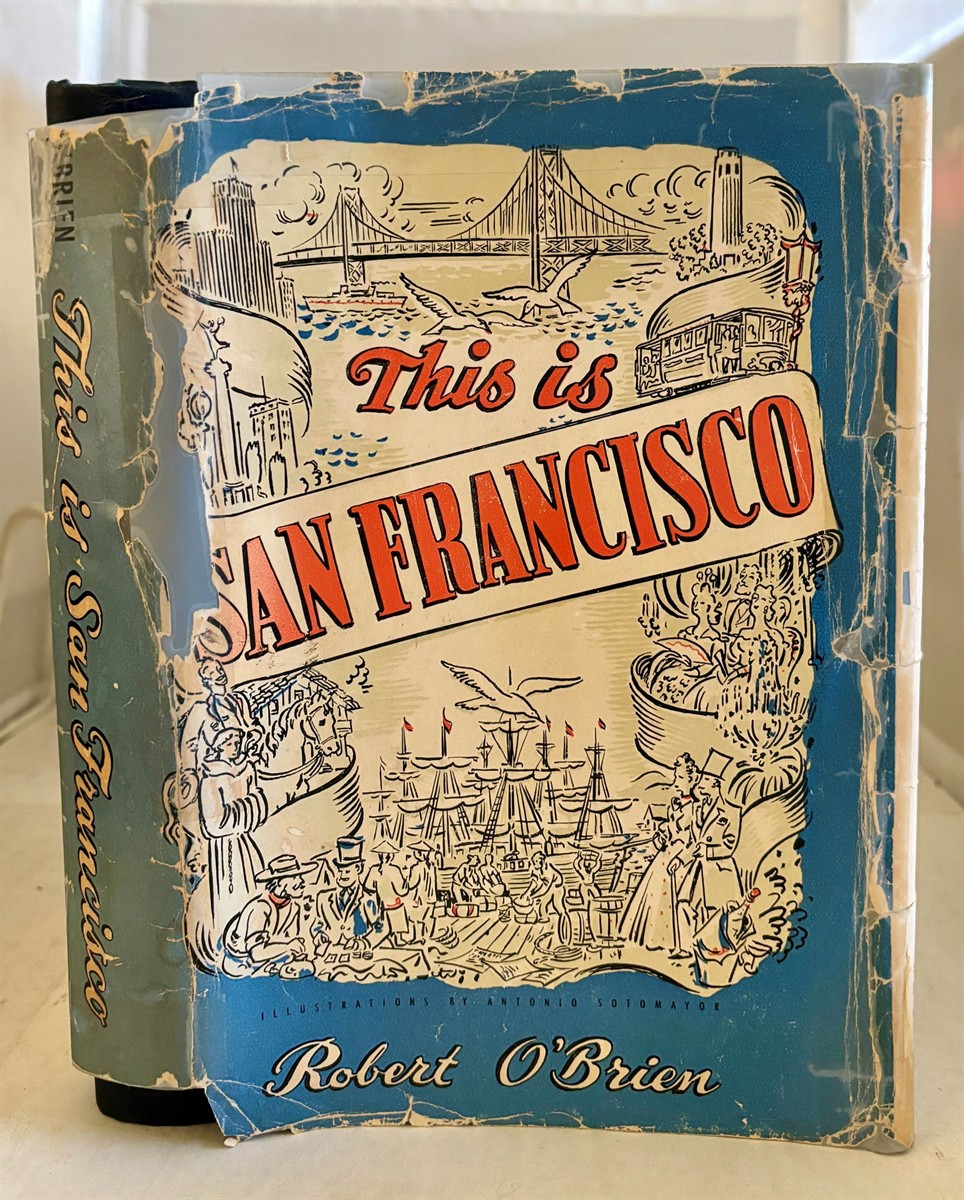 O'BRIEN
This is San Francisco
This is
SAN FRANCISCO
ILLUSTRATIONS BY ANTONIO SOTOMAYOR
Robert O'Brien